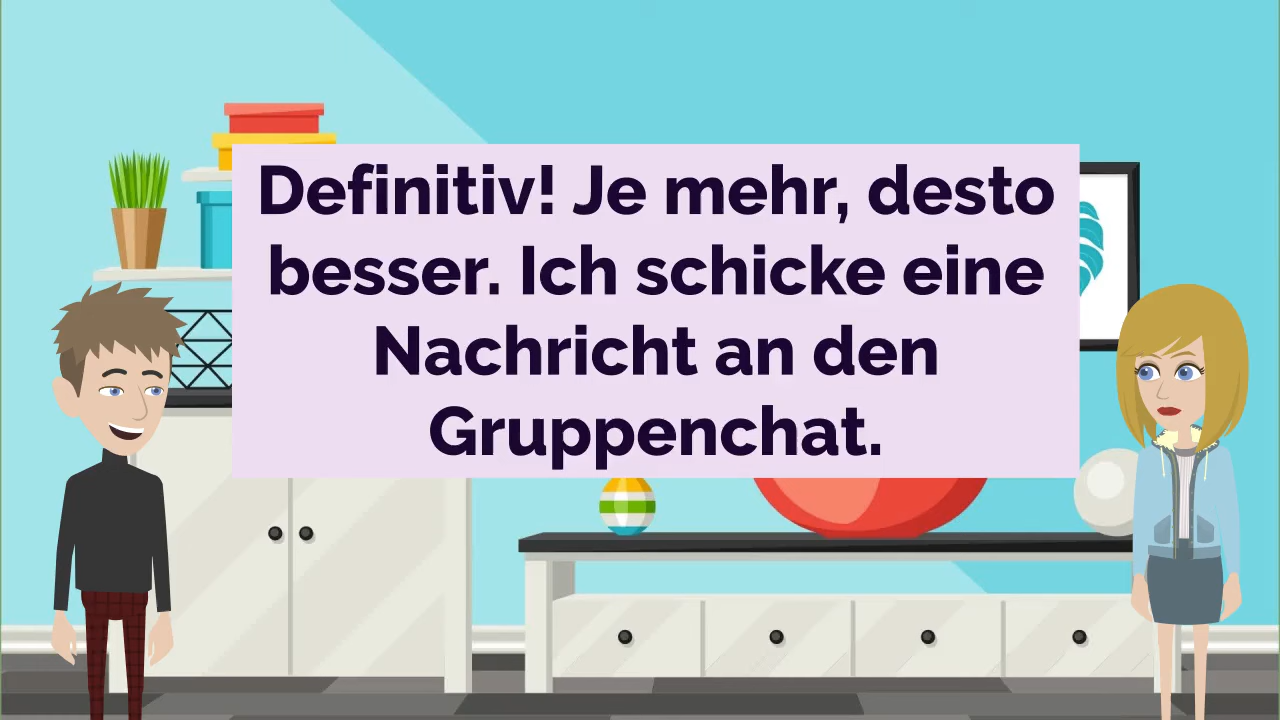 Definitiv! Je mehr, desto
besser. Ich schicke eine
Nachricht an den
Gruppenchat.